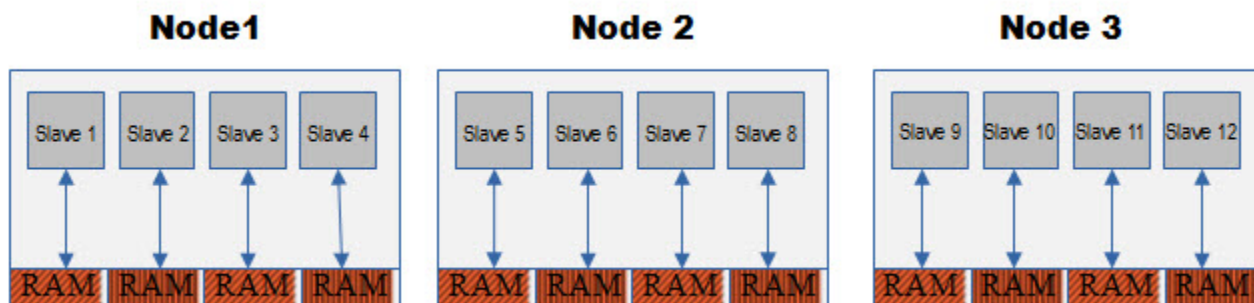 Node1 Node 2 Node 3
Slave 1 Slave 2 Slave 3 Slave 4 Slave 5 Slave 6 Slave 7 Slave 8 Slave 9 Slave 10 Slave 11 Slave 12
RAM RAM RAM RAM RAM RAM RAM RAM RAM RAM RAM RAM